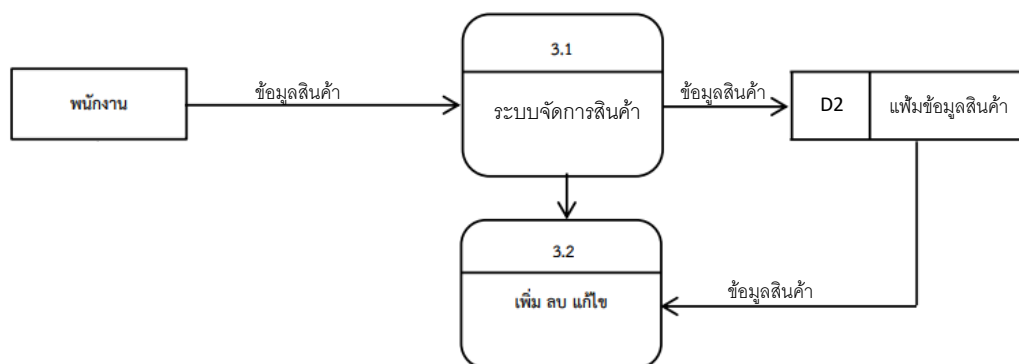 3.1
พนักงาน
ข้อมูลสินค้า
ระบบจัดการสินค้า
ข้อมูลสินค้า
D2
แฟ้มข้อมูลสินค้า
3.2
เพิ่ม ลบ แก้ไข
ข้อมูลสินค้า